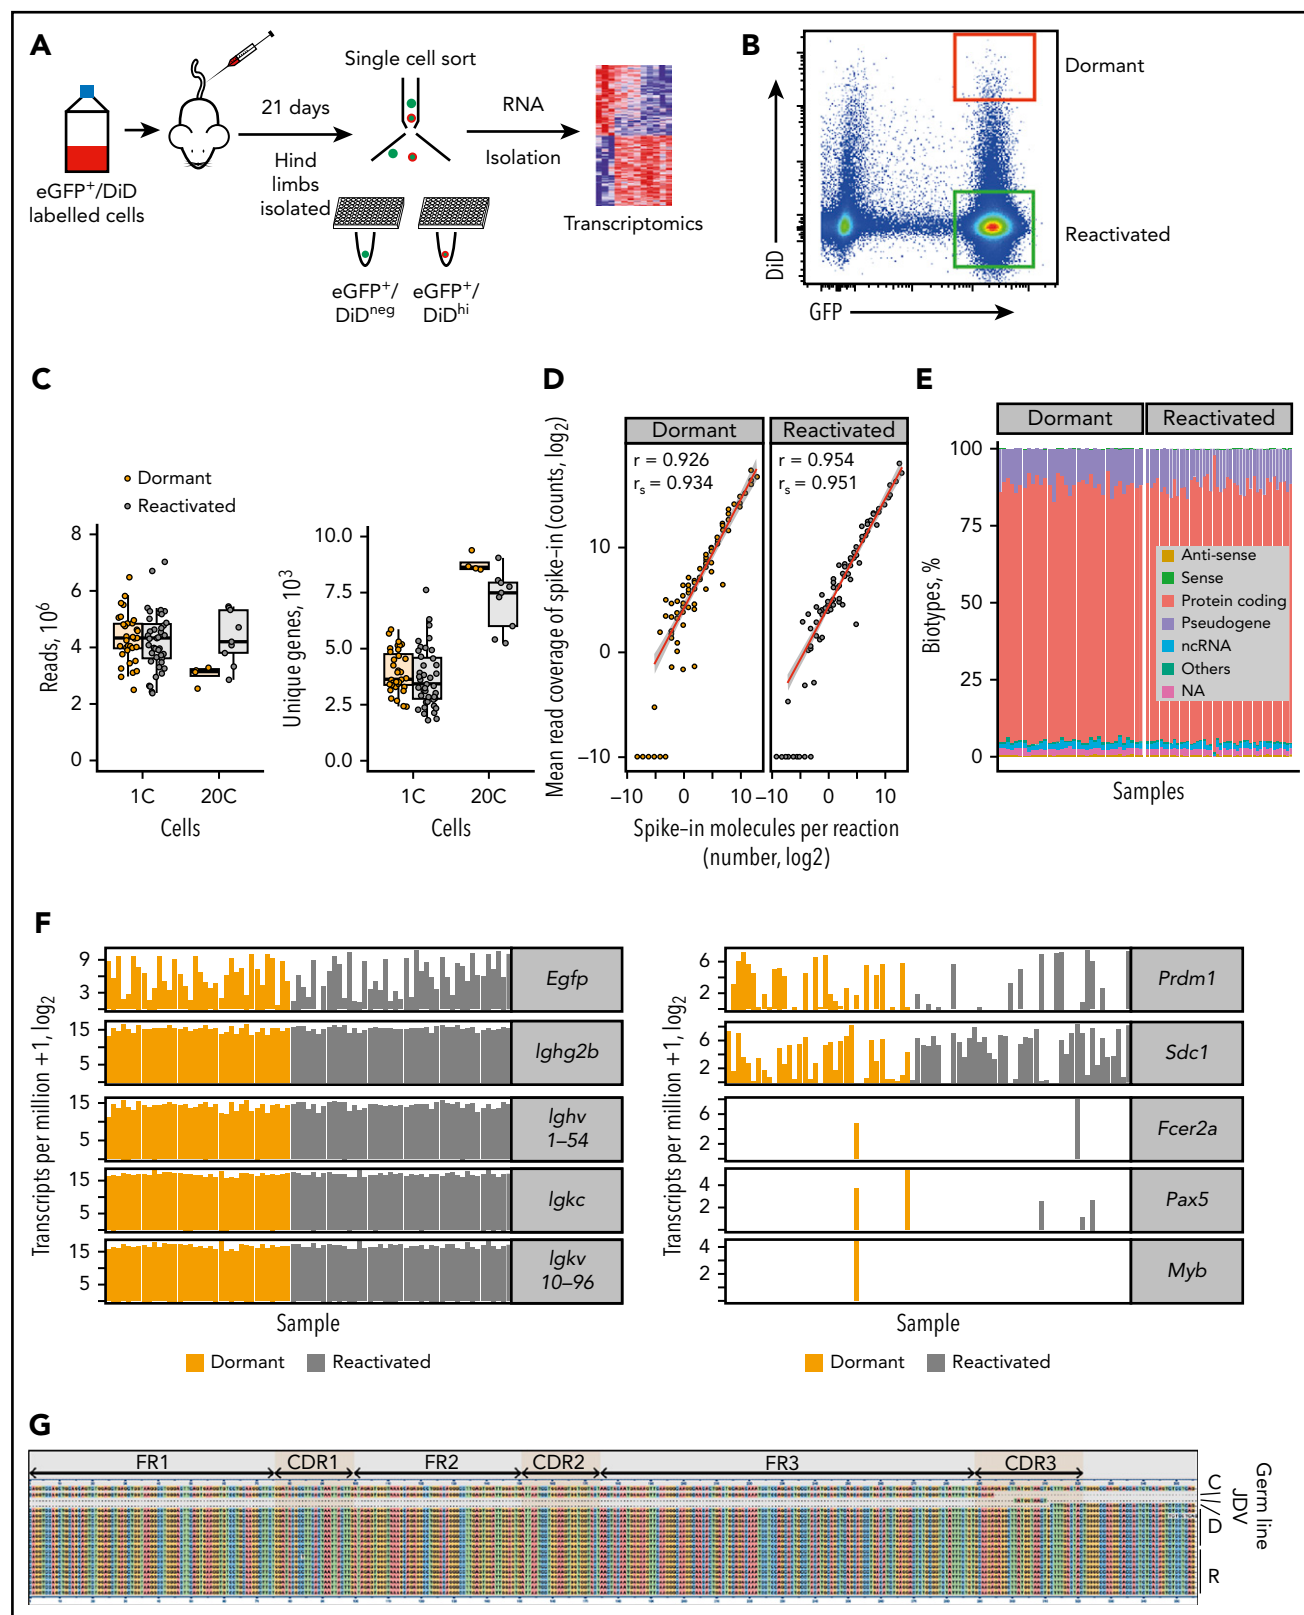 A
eGFP⁺/DiD
labelled cells
21 days
Hind
limbs
isolated
Single cell sort
eGFP⁺/
DiDⁿᵉᵍ
eGFP⁺/
DiDʰⁱ
RNA
Isolation
Transcriptomics
B
DiD
GFP
Dormant
Reactivated
C
Dormant
Reactivated
Reads, 10⁶
8
6
4
2
0
1C
20C
Cells
Unique genes, 10³
10.0
7.5
5.0
2.5
0.0
1C
20C
Cells
D
Mean read coverage of spike–in (counts, log₂)
Dormant
Reactivated
r = 0.926
rₛ = 0.934
r = 0.954
rₛ = 0.951
10
0
–10
–10
0
10
–10
0
10
Spike–in molecules per reaction
(number, log2)
E
Dormant
Reactivated
Biotypes, %
100
75
50
25
0
Anti-sense
Sense
Protein coding
Pseudogene
ncRNA
Others
NA
Samples
F
Transcripts per million +1, log₂
9
3
Egfp
15
5
Ighg2b
15
5
Ighv
1–54
15
5
Igkc
15
5
Igkv
10–96
Sample
Dormant
Reactivated
Transcripts per million +1, log₂
6
2
Prdm1
6
2
Sdc1
6
2
Fcer2a
4
2
Pax5
4
2
Myb
Sample
Dormant
Reactivated
G
FR1
CDR1
FR2
CDR2
FR3
CDR3
C
JDV
Germ line
D
R